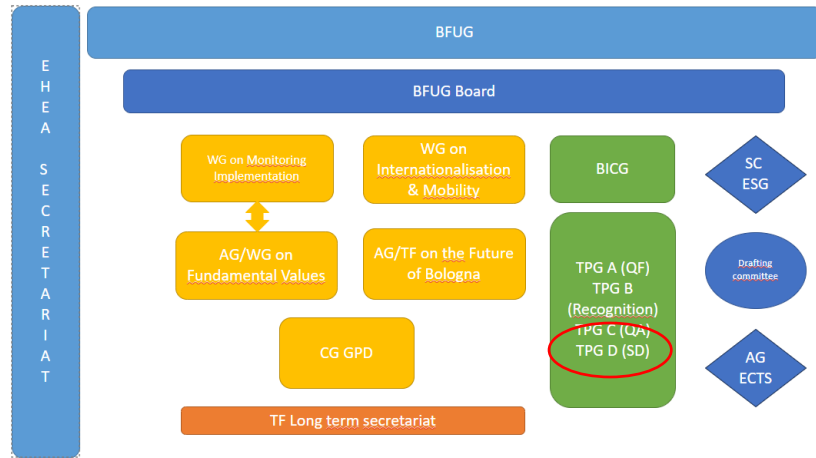 EHEA SECRETARIAT
BFUG
BFUG Board
WG on Monitoring
Implementation
WG on
Internationalisation
& Mobility
BICG
SC
ESG
AG/WG on
Fundamental Values
AG/TF on the Future
of Bologna
TPG A (QF)
TPG B
(Recognition)
TPG C (QA)
TPG D (SD)
Drafting
committee
CG GPD
AG
ECTS
TF Long term secretariat